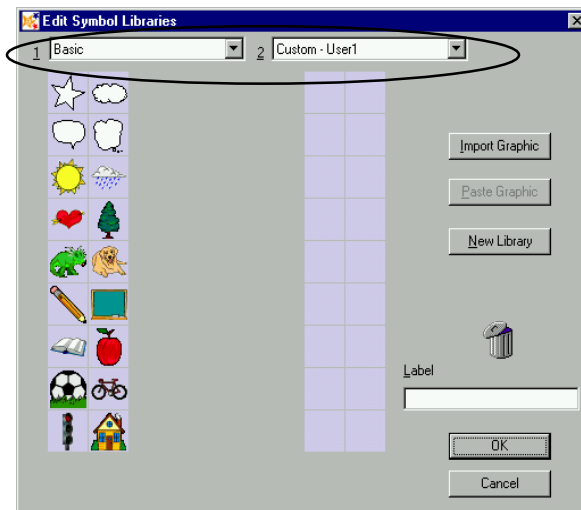 Edit Symbol Libraries
1 Basic 2 Custom - User1
Import Graphic
Paste Graphic
New Library
Label
OK
Cancel